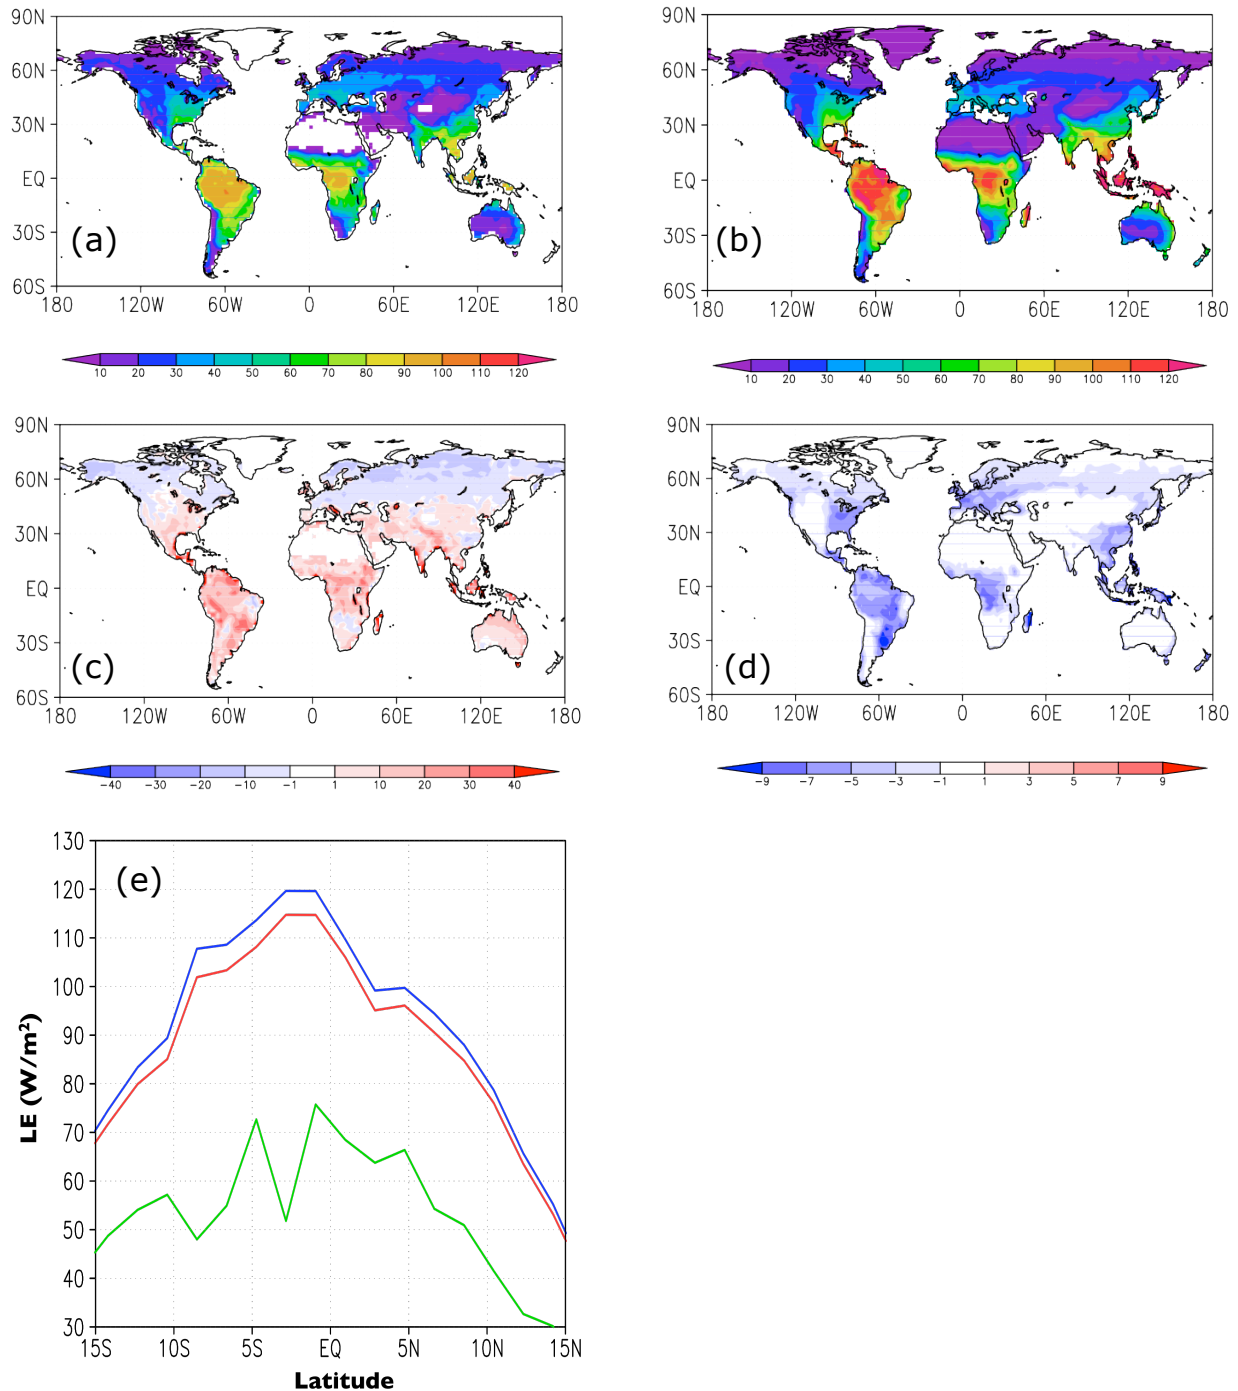 90N
60N
30N
EQ
30S
60S
(a)
180 120W 60W 0 60E 120E 180
10 20 30 40 50 60 70 80 90 100 110 120
90N
60N
30N
EQ
30S
60S
(b)
180 120W 60W 0 60E 120E 180
10 20 30 40 50 60 70 80 90 100 110 120
90N
60N
30N
EQ
30S
60S
(c)
180 120W 60W 0 60E 120E 180
-40 -30 -20 -10 -1 1 10 20 30 40
90N
60N
30N
EQ
30S
60S
(d)
180 120W 60W 0 60E 120E 180
-9 -7 -5 -3 -1 1 3 5 7 9
130
120
110
100
90
80
70
60
50
40
30
(e)
LE (W/m²)
15S 10S 5S EQ 5N 10N 15N
Latitude